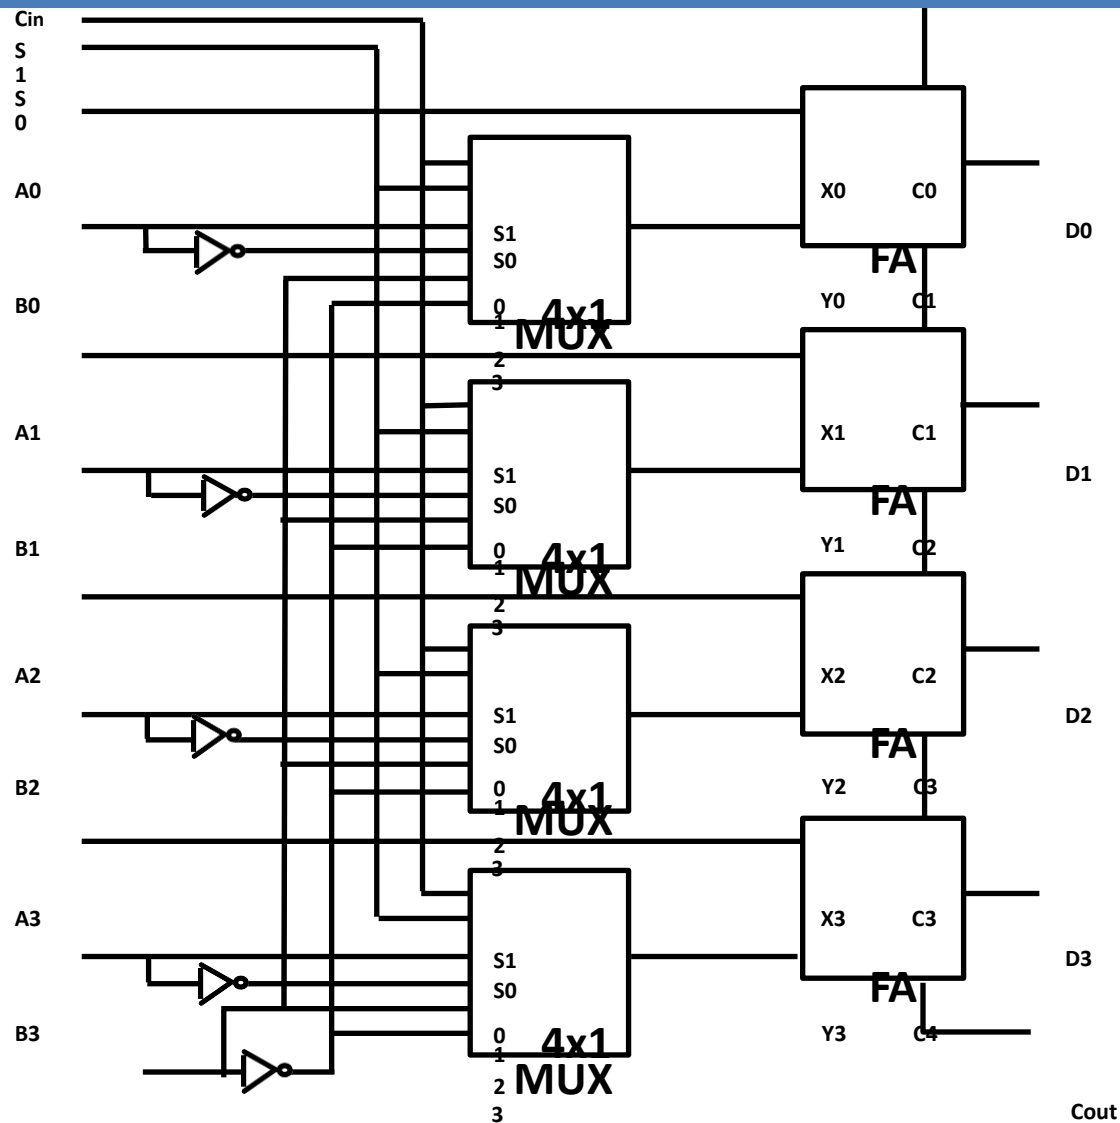 Cin
S
1
S
0
A0 X0 C0
D0
S1
S0
FA
B0 0 4x1 Y0 C1
1 MUX
2
3
A1 X1 C1
S1 D1
S0 FA
B1 0 4x1 Y1 C2
1 MUX
2
3
A2 X2 C2
S1 D2
S0 FA
B2 0 4x1 Y2 C3
1 MUX
2
3
A3 X3 C3
S1 D3
S0 FA
B3 0 4x1 Y3 C4
1 MUX
2
3 Cout